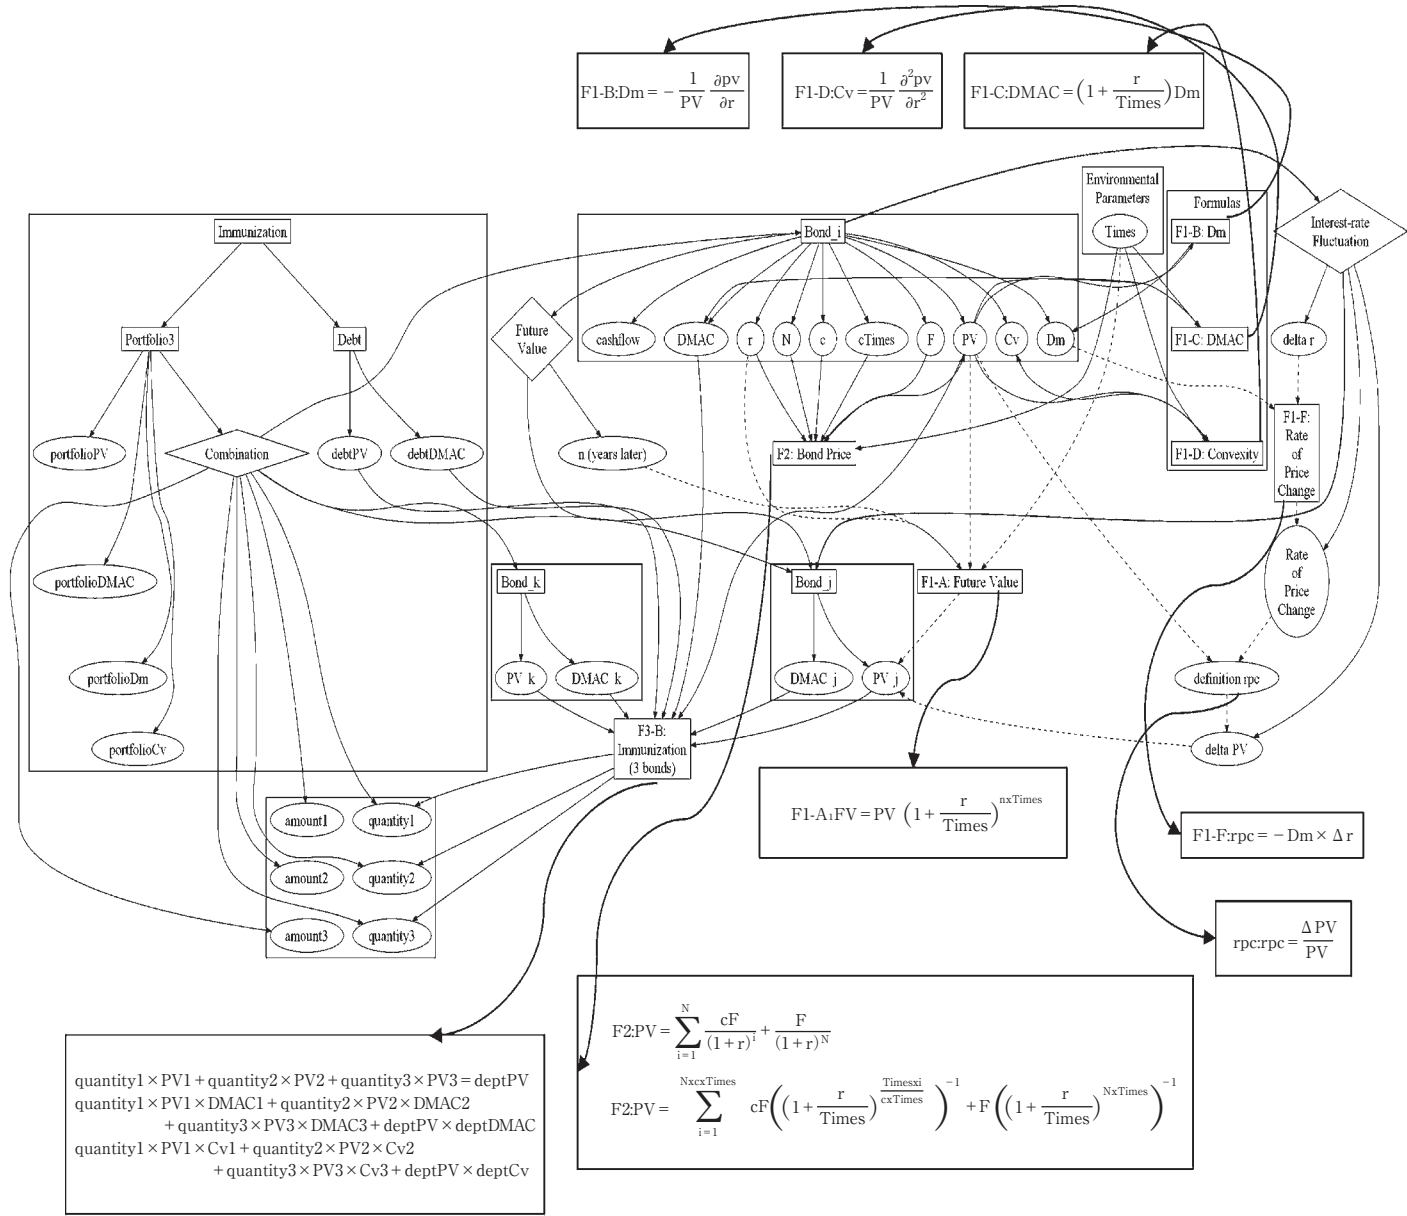 F1-B:Dm = − 1/PV ∂pv/∂r
F1-D:Cv = 1/PV ∂²pv/∂r²
F1-C:DMAC = (1 + r/Times)Dm
Environmental
Parameters
Times
Formulas
F1-B: Dm
F1-C: DMAC
F1-D: Convexity
Interest-rate
Fluctuation
Immunization
Bond_i
Portfolio3
Debt
Future
Value
cashflow
DMAC
r
N
c
cTimes
F
PV
Cv
Dm
delta r
portfolioPV
Combination
debtPV
debtDMAC
n (years later)
F2: Bond Price
F1-F:
Rate
of
Price
Change
Rate
of
Price
Change
portfolioDMAC
Bond_k
Bond_j
F1-A: Future Value
portfolioDm
PV_k
DMAC_k
DMAC_j
PV_j
definition rpc
portfolioCv
F3-B:
Immunization
(3 bonds)
delta PV
amount1
quantity1
amount2
quantity2
amount3
quantity3
F1-A₁FV = PV (1 + r/Times)^nxTimes
F1-F:rpc = − Dm × Δ r
rpc:rpc = Δ PV/PV
F2:PV = ∑_{i=1}^{N} cF/(1+r)^i + F/(1+r)^N
F2:PV = ∑_{i=1}^{NxcxTimes} cF((1 + r/Times)^{Timesxi/cxTimes})^{−1} + F((1 + r/Times)^{NxTimes})^{−1}
quantity1 × PV1 + quantity2 × PV2 + quantity3 × PV3 = deptPV
quantity1 × PV1 × DMAC1 + quantity2 × PV2 × DMAC2
+ quantity3 × PV3 × DMAC3 + deptPV × deptDMAC
quantity1 × PV1 × Cv1 + quantity2 × PV2 × Cv2
+ quantity3 × PV3 × Cv3 + deptPV × deptCv